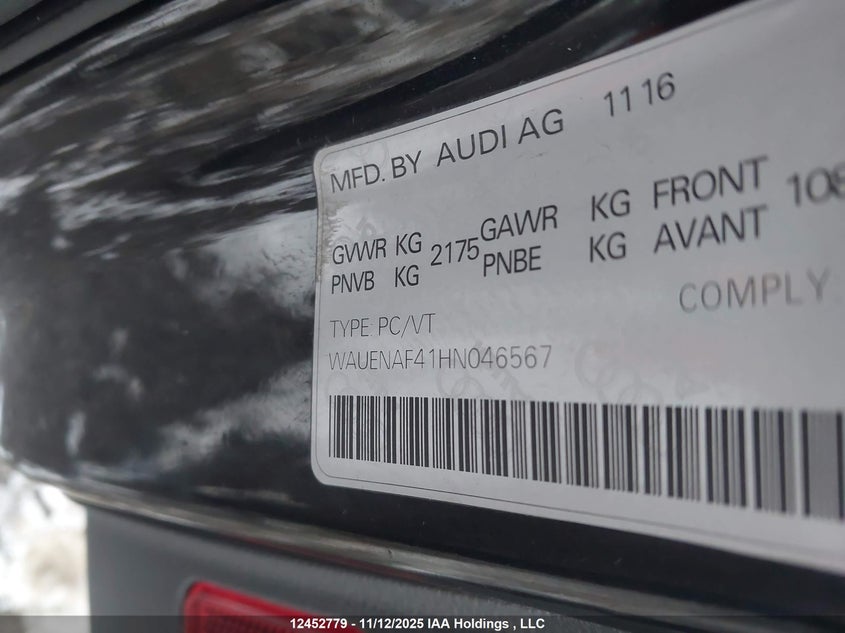 MFD. BY AUDI AG 11 16
GVWR KG 2175 GAWR KG FRONT
PNVB KG PNBE KG AVANT
COMPLY
TYPE: PC/VT
WAUENAF41HN046567
12452779 - 11/12/2025 IAA Holdings , LLC